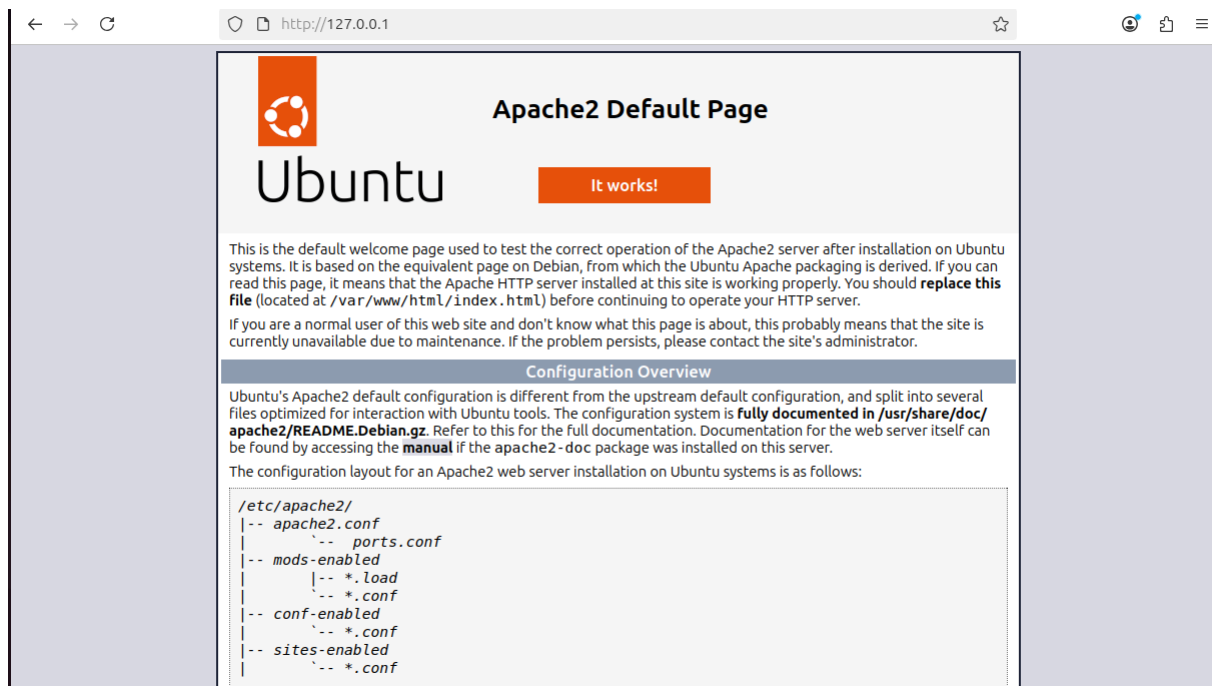 http://127.0.0.1
Apache2 Default Page
Ubuntu
It works!
This is the default welcome page used to test the correct operation of the Apache2 server after installation on Ubuntu
systems. It is based on the equivalent page on Debian, from which the Ubuntu Apache packaging is derived. If you can
read this page, it means that the Apache HTTP server installed at this site is working properly. You should replace this
file (located at /var/www/html/index.html) before continuing to operate your HTTP server.
If you are a normal user of this web site and don't know what this page is about, this probably means that the site is
currently unavailable due to maintenance. If the problem persists, please contact the site's administrator.
Configuration Overview
Ubuntu's Apache2 default configuration is different from the upstream default configuration, and split into several
files optimized for interaction with Ubuntu tools. The configuration system is fully documented in /usr/share/doc/
apache2/README.Debian.gz. Refer to this for the full documentation. Documentation for the web server itself can
be found by accessing the manual if the apache2-doc package was installed on this server.
The configuration layout for an Apache2 web server installation on Ubuntu systems is as follows:
/etc/apache2/
|-- apache2.conf
|       `--  ports.conf
|-- mods-enabled
|       |-- *.load
|       `-- *.conf
|-- conf-enabled
|       `-- *.conf
|-- sites-enabled
|       `-- *.conf